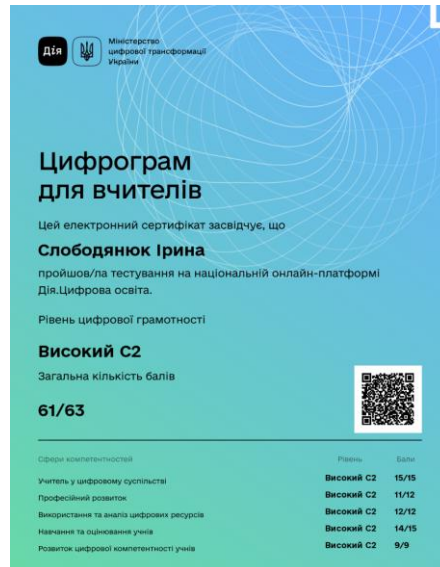 Дія
Міністерство
цифрової трансформації
України
Цифрограм
для вчителів
Цей електронний сертифікат засвідчує, що
Слободянюк Ірина
пройшов/ла тестування на національній онлайн-платформі
Дія.Цифрова освіта.
Рівень цифрової грамотності
Високий С2
Загальна кількість балів
61/63
Сфери компетентностей Рівень Бали
Учитель у цифровому суспільстві Високий С2 15/15
Професійний розвиток Високий С2 11/12
Використання та аналіз цифрових ресурсів Високий С2 12/12
Навчання та оцінювання учнів Високий С2 14/15
Розвиток цифрової компетентності учнів Високий С2 9/9